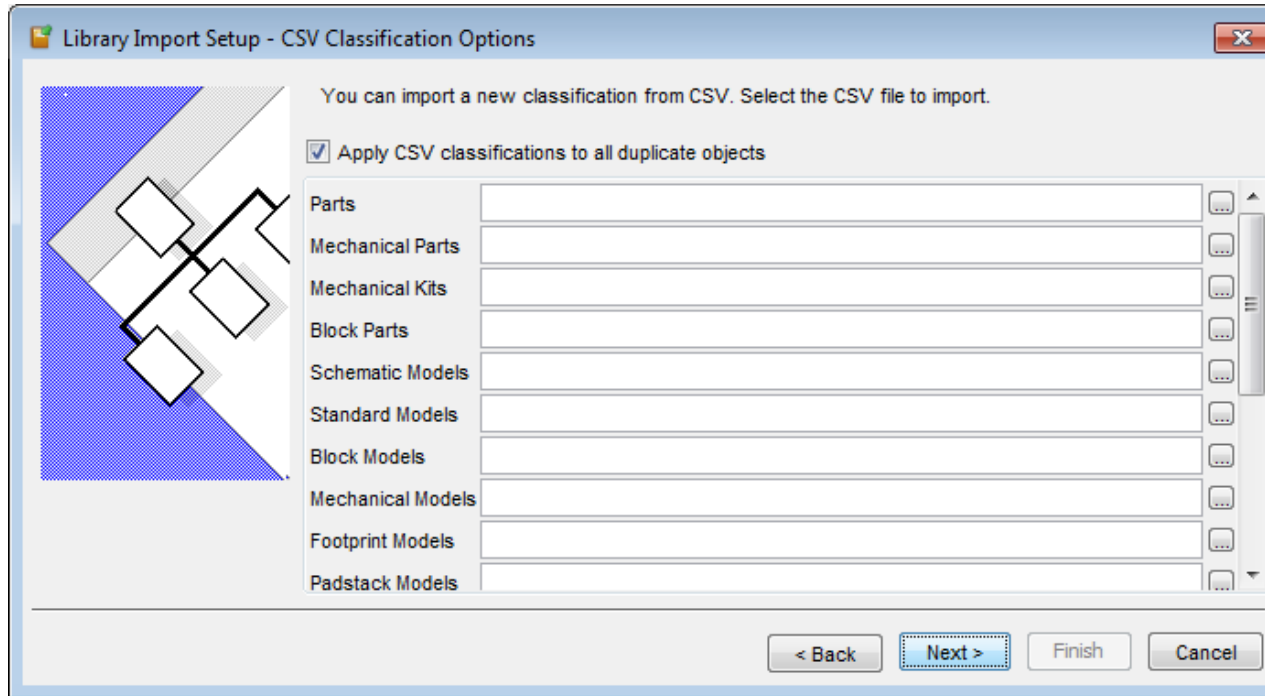 Library Import Setup - CSV Classification Options
You can import a new classification from CSV. Select the CSV file to import.
Apply CSV classifications to all duplicate objects
Parts
...
Mechanical Parts
...
Mechanical Kits
...
Block Parts
...
Schematic Models
...
Standard Models
...
Block Models
...
Mechanical Models
...
Footprint Models
...
Padstack Models
...
< Back
Next >
Finish
Cancel